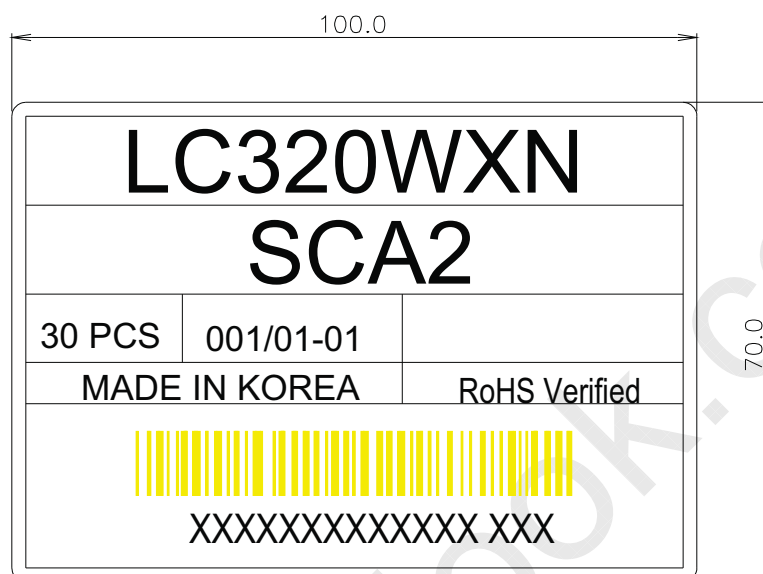 100.0
LC320WXN
SCA2
30 PCS 001/01-01
MADE IN KOREA RoHS Verified
XXXXXXXXXXXXX XXX
70.0